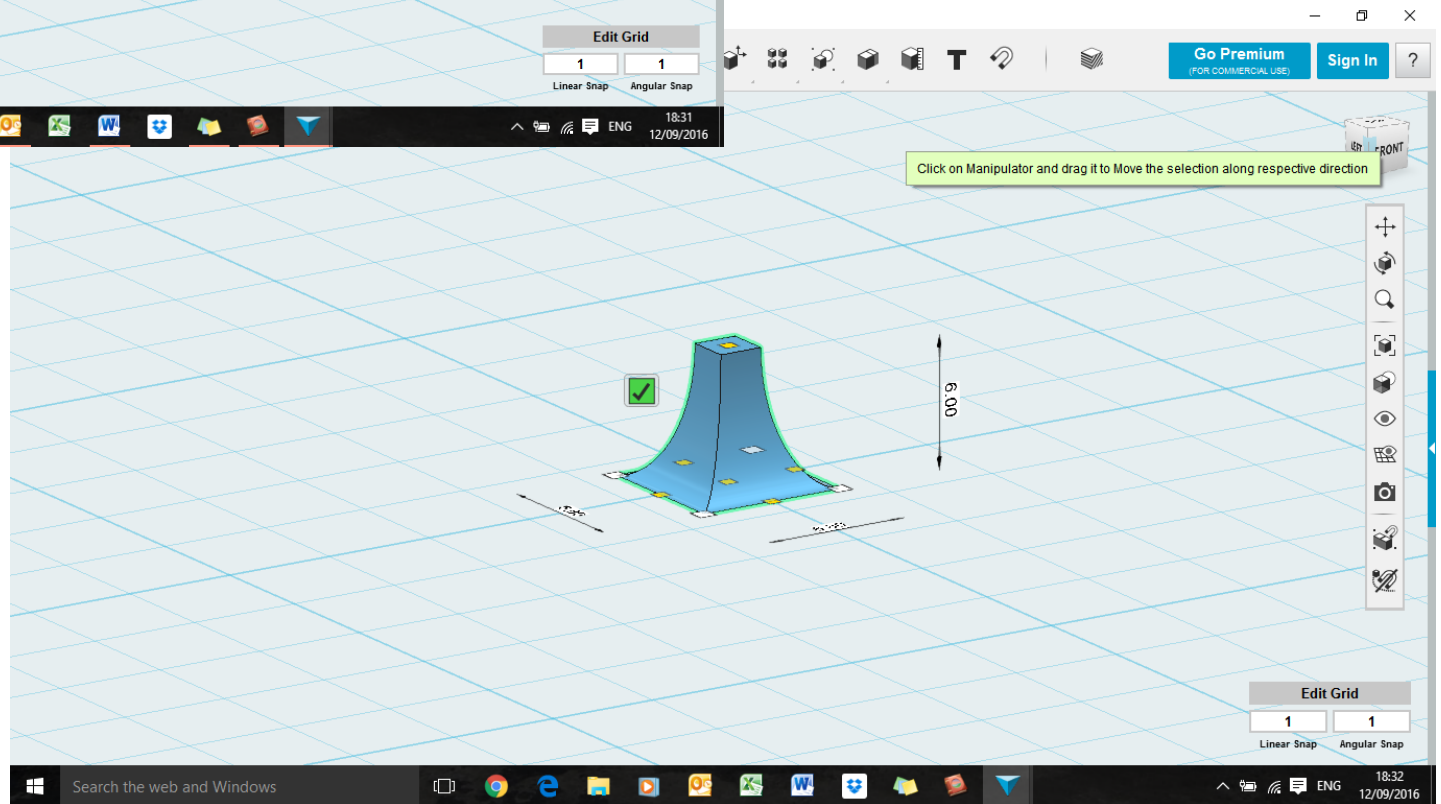 Edit Grid
1 1
Linear Snap Angular Snap
ENG
18:31
12/09/2016
Go Premium
(FOR COMMERCIAL USE)
Sign In
?
LEFT FRONT
Click on Manipulator and drag it to Move the selection along respective direction
6.00
Edit Grid
1 1
Linear Snap Angular Snap
Search the web and Windows
ENG
18:32
12/09/2016